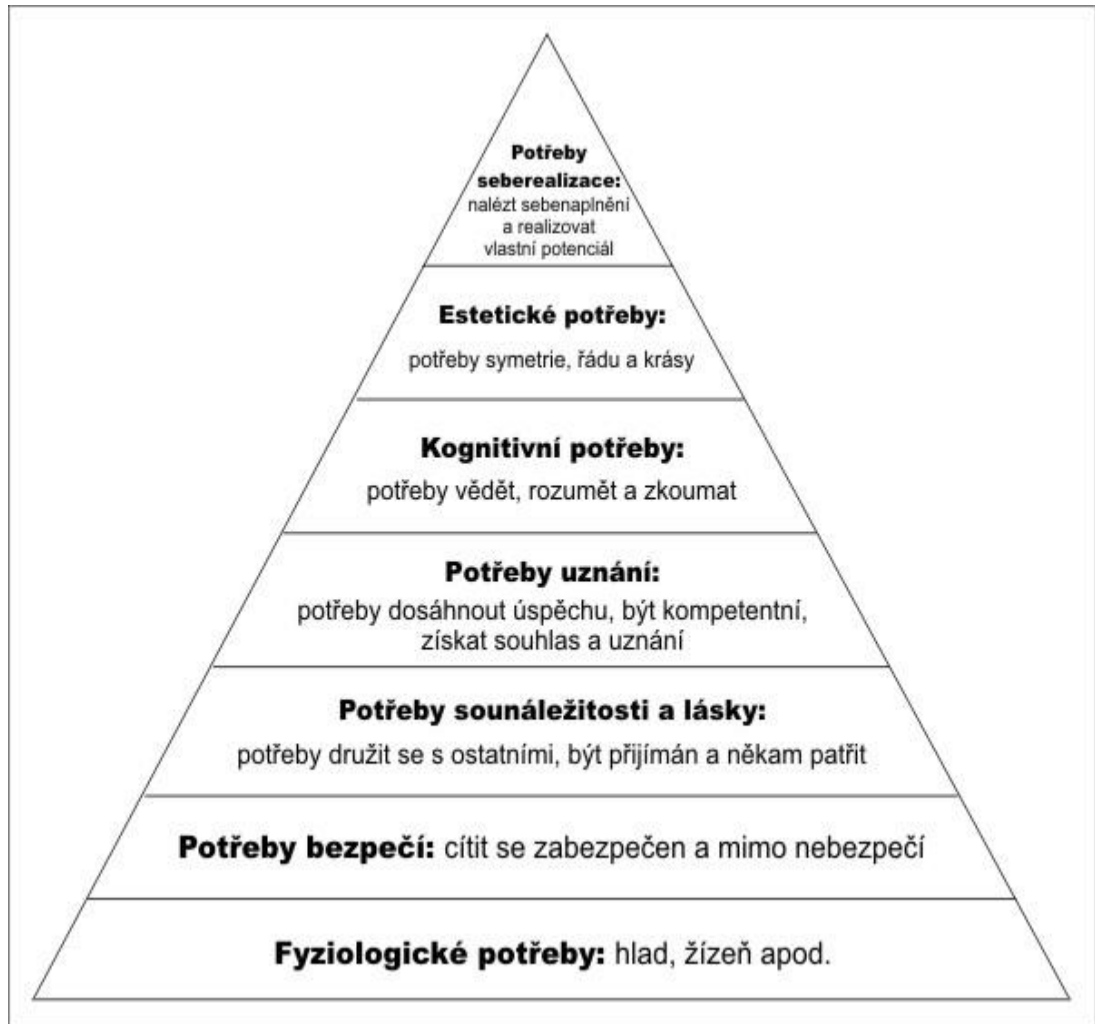 Potřeby
seberealizace:
nalézt sebenaplnění
a realizovat
vlastní potenciál
Estetické potřeby:
potřeby symetrie, řádu a krásy
Kognitivní potřeby:
potřeby vědět, rozumět a zkoumat
Potřeby uznání:
potřeby dosáhnout úspěchu, být kompetentní,
získat souhlas a uznání
Potřeby sounáležitosti a lásky:
potřeby družit se s ostatními, být přijímán a někam patřit
Potřeby bezpečí: cítit se zabezpečen a mimo nebezpečí
Fyziologické potřeby: hlad, žízeň apod.